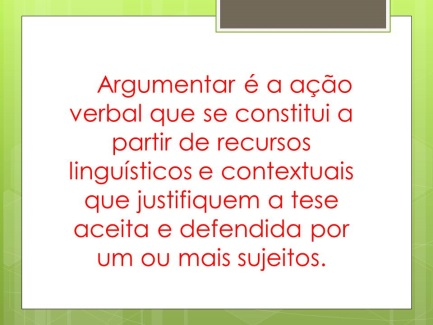 Argumentar é a ação
verbal que se constitui a
partir de recursos
linguísticos e contextuais
que justifiquem a tese
aceita e defendida por
um ou mais sujeitos.